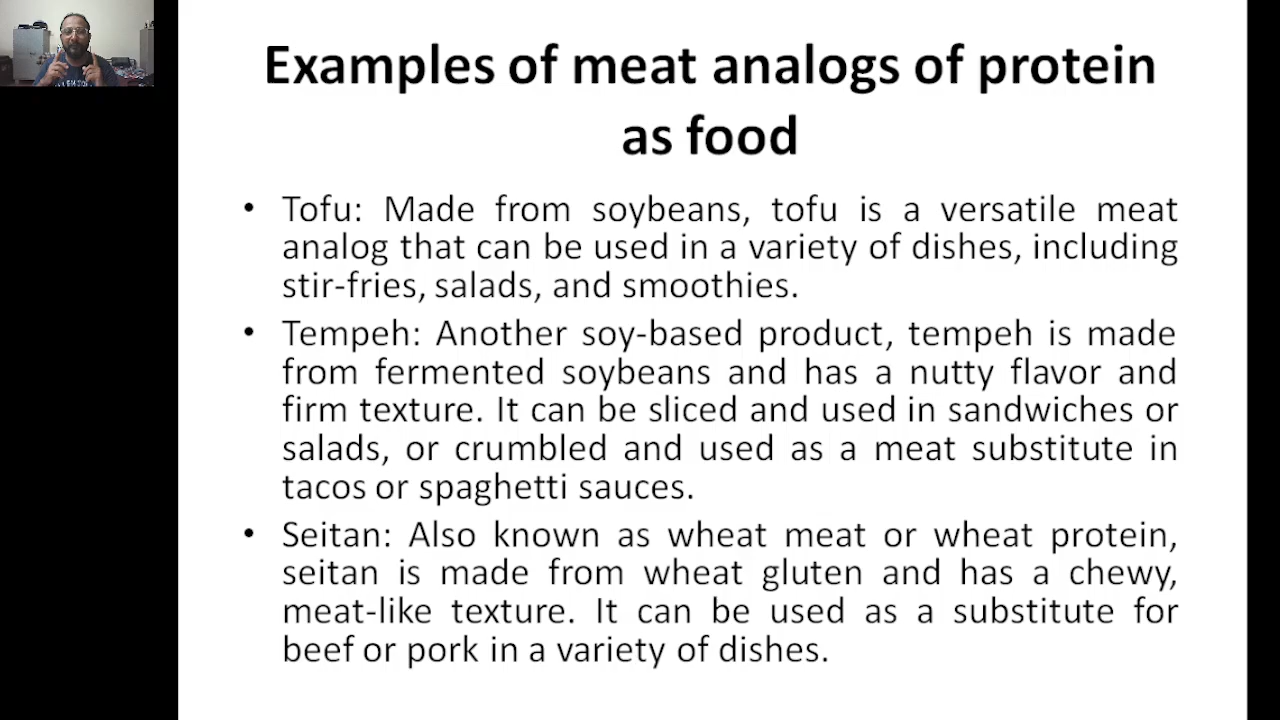 Examples of meat analogs of protein
as food
• Tofu: Made from soybeans, tofu is a versatile meat
analog that can be used in a variety of dishes, including
stir-fries, salads, and smoothies.
• Tempeh: Another soy-based product, tempeh is made
from fermented soybeans and has a nutty flavor and
firm texture. It can be sliced and used in sandwiches or
salads, or crumbled and used as a meat substitute in
tacos or spaghetti sauces.
• Seitan: Also known as wheat meat or wheat protein,
seitan is made from wheat gluten and has a chewy,
meat-like texture. It can be used as a substitute for
beef or pork in a variety of dishes.